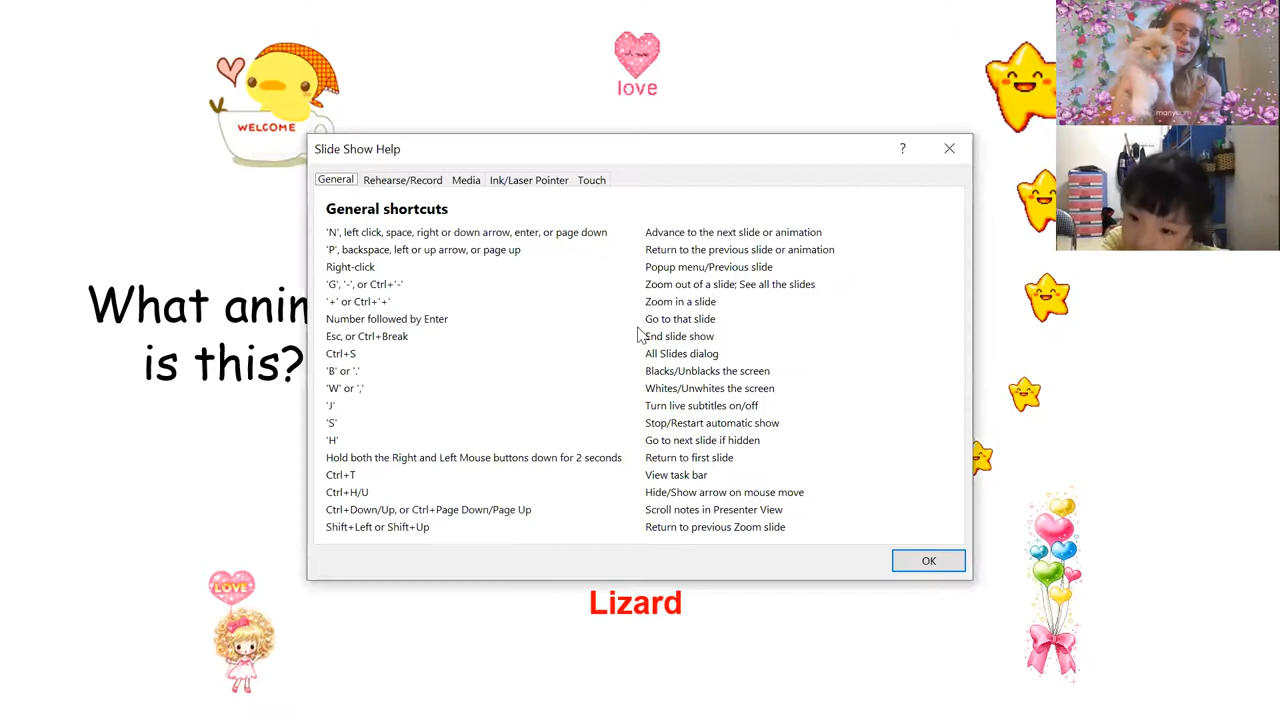 love
WELCOME
manycam
Slide Show Help
?
General Rehearse/Record Media Ink/Laser Pointer Touch
General shortcuts
'N', left click, space, right or down arrow, enter, or page down Advance to the next slide or animation
'P', backspace, left or up arrow, or page up Return to the previous slide or animation
Right-click Popup menu/Previous slide
'G', '-', or Ctrl+'-' Zoom out of a slide; See all the slides
'+' or Ctrl+'+' Zoom in a slide
Number followed by Enter Go to that slide
Esc, or Ctrl+Break End slide show
Ctrl+S All Slides dialog
'B' or '.' Blacks/Unblacks the screen
'W' or ',' Whites/Unwhites the screen
'J' Turn live subtitles on/off
'S' Stop/Restart automatic show
'H' Go to next slide if hidden
Hold both the Right and Left Mouse buttons down for 2 seconds Return to first slide
Ctrl+T View task bar
Ctrl+H/U Hide/Show arrow on mouse move
Ctrl+Down/Up, or Ctrl+Page Down/Page Up Scroll notes in Presenter View
Shift+Left or Shift+Up Return to previous Zoom slide
OK
What anim
is this?
LOVE
Lizard